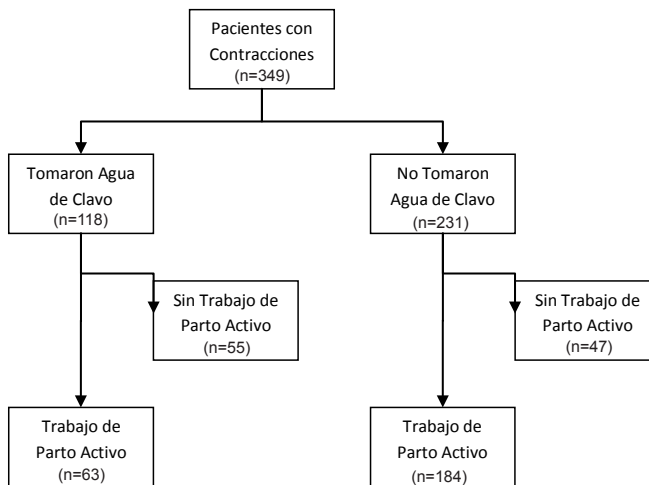 Pacientes con
Contracciones
(n=349)
Tomaron Agua
de Clavo
(n=118)
No Tomaron
Agua de Clavo
(n=231)
Sin Trabajo de
Parto Activo
(n=55)
Sin Trabajo de
Parto Activo
(n=47)
Trabajo de
Parto Activo
(n=63)
Trabajo de
Parto Activo
(n=184)